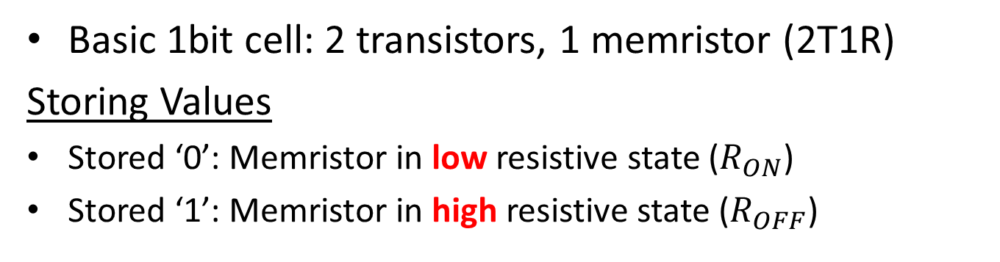 • Basic 1bit cell: 2 transistors, 1 memristor (2T1R)
Storing Values
• Stored ‘0’: Memristor in low resistive state (R_{ON})
• Stored ‘1’: Memristor in high resistive state (R_{OFF})